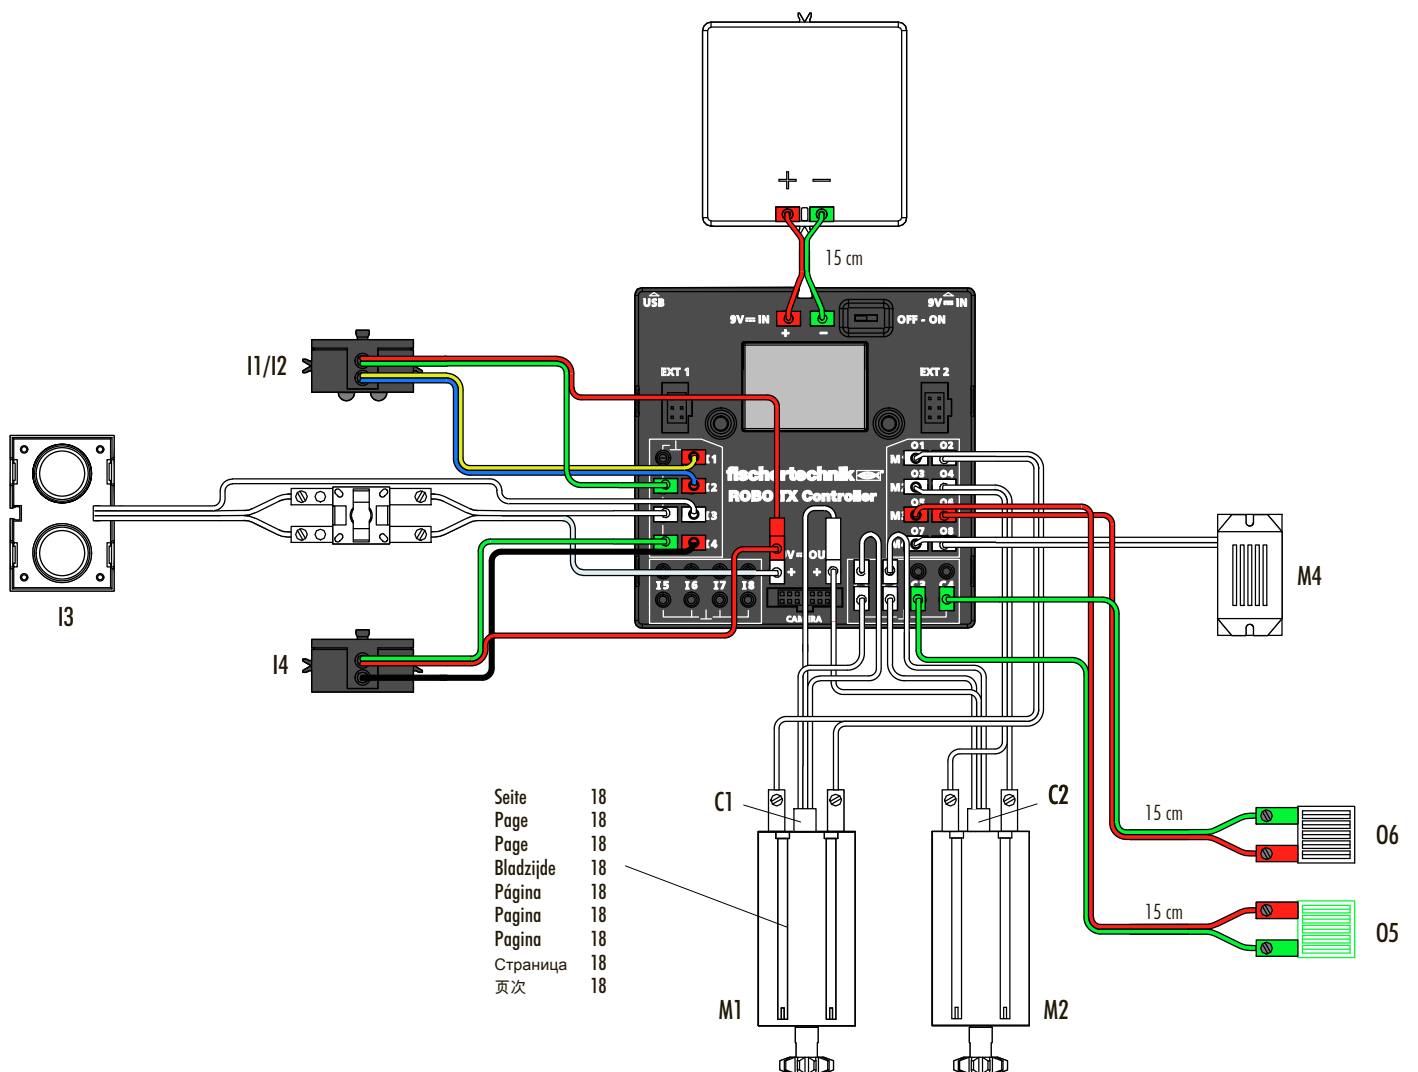 + −
15 cm
USB
9V IN
9V IN
+ −
OFF - ON
EXT 1
EXT 2
I1/I2
O1 O2
I1
M1
fischertechnik
O3 O4
I2
ROBO TX Controller
I3
O7 O8
I4
+ +
I5 I6 I7 I8
CAMERA
I3
M4
I4
Seite 18
Page 18
Page 18
Bladzijde 18
Página 18
Pagina 18
Pagina 18
Страница 18
页次 18
C1
C2
15 cm
O6
15 cm
O5
M1
M2